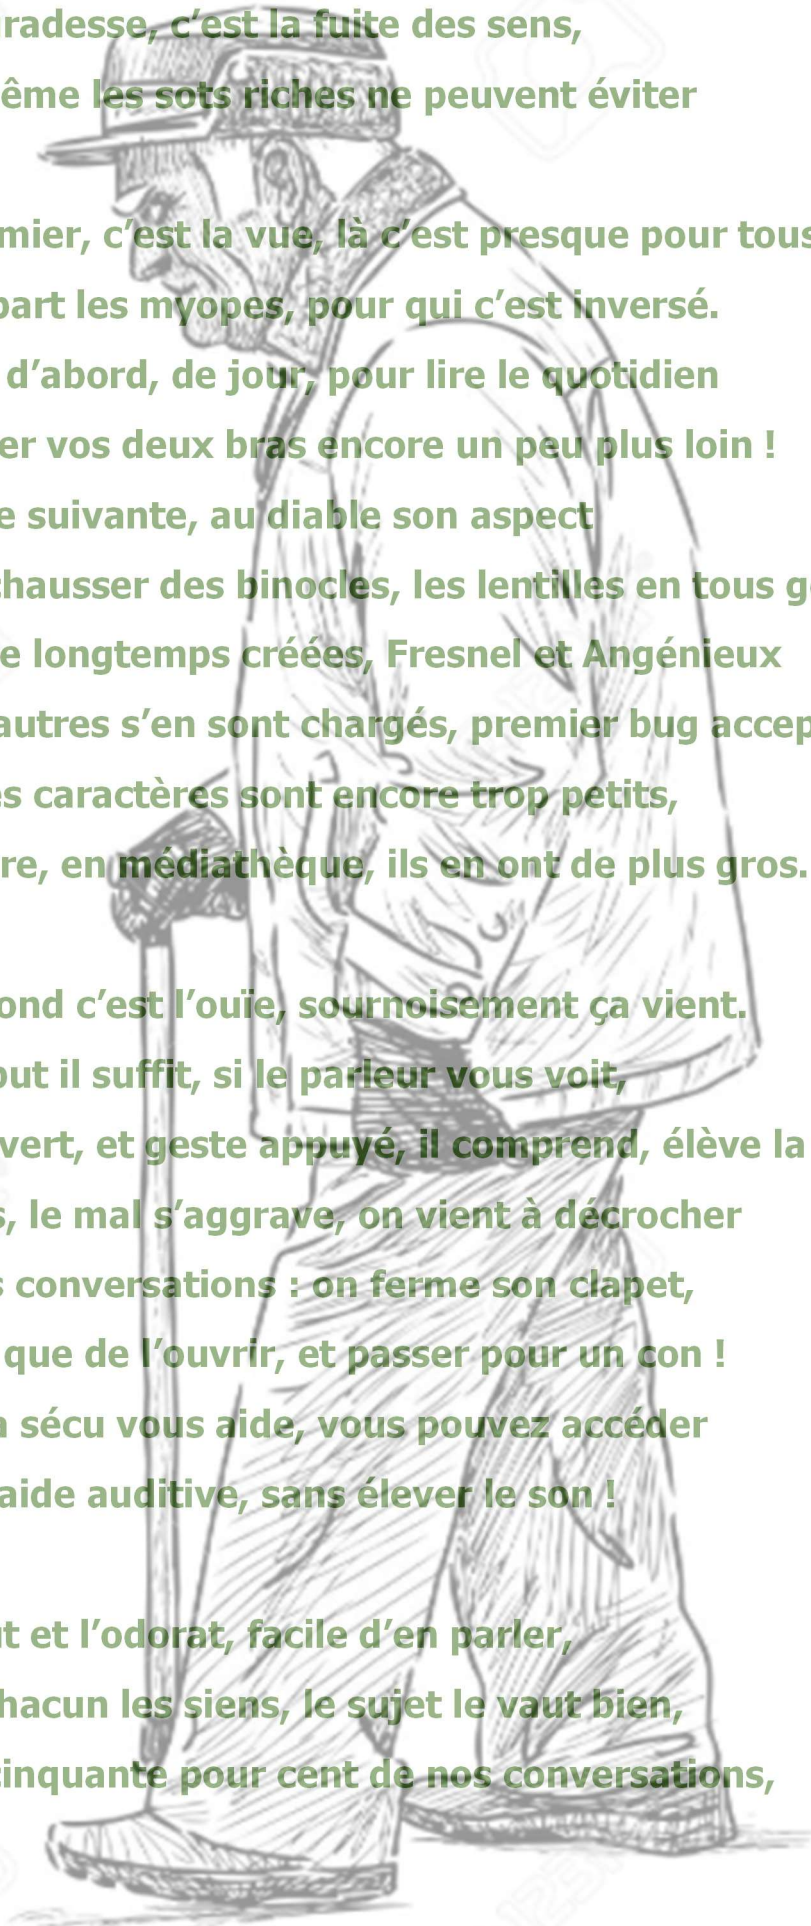 radesse, c’est la fuite des sens,
ême les sots riches ne peuvent éviter
mier, c’est la vue, là c’est presque pour tous
part les myopes, pour qui c’est inversé.
d’abord, de jour, pour lire le quotidien
er vos deux bras encore un peu plus loin !
e suivante, au diable son aspect
hausser des binocles, les lentilles en tous g
e longtemps créées, Fresnel et Angénieux
autres s’en sont chargés, premier bug accep
es caractères sont encore trop petits,
re, en médiathèque, ils en ont de plus gros.
ond c’est l’ouïe, sournoisement ça vient.
out il suffit, si le parleur vous voit,
vert, et geste appuyé, il comprend, élève la
s, le mal s’aggrave, on vient à décrocher
s conversations : on ferme son clapet,
que de l’ouvrir, et passer pour un con !
a sécu vous aide, vous pouvez accéder
aide auditive, sans élever le son !
ut et l’odorat, facile d’en parler,
hacun les siens, le sujet le vaut bien,
cinquante pour cent de nos conversations,